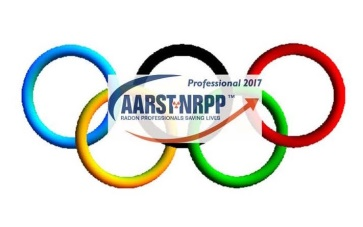 Professional 2017
AARST·NRPP™
RADON PROFESSIONALS SAVING LIVES